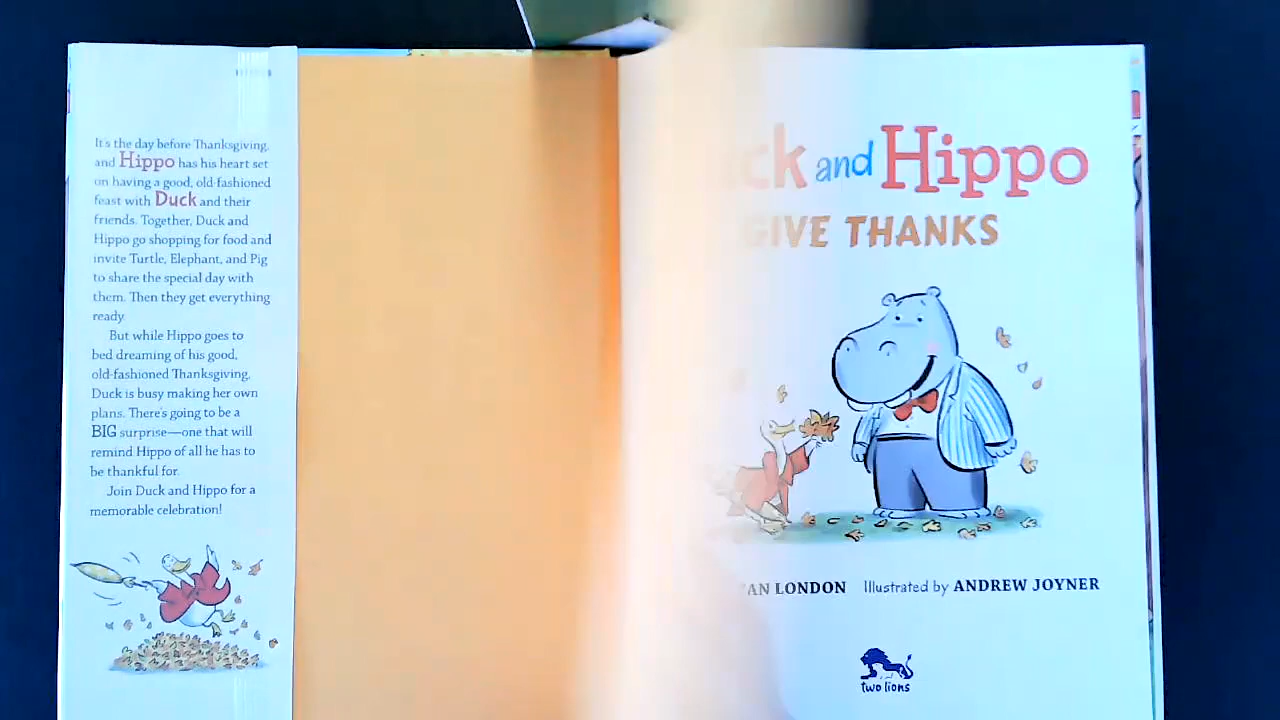 It's the day before Thanksgiving,
and Hippo has his heart set
on having a good, old-fashioned
feast with Duck and their
friends. Together, Duck and
Hippo go shopping for food and
invite Turtle, Elephant, and Pig
to share the special day with
them. Then they get everything
ready.
But while Hippo goes to
bed dreaming of his good,
old-fashioned Thanksgiving,
Duck is busy making her own
plans. There's going to be a
BIG surprise—one that will
remind Hippo of all he has to
be thankful for.
Join Duck and Hippo for a
memorable celebration!
ck and Hippo
GIVE THANKS
AN LONDON Illustrated by ANDREW JOYNER
two lions